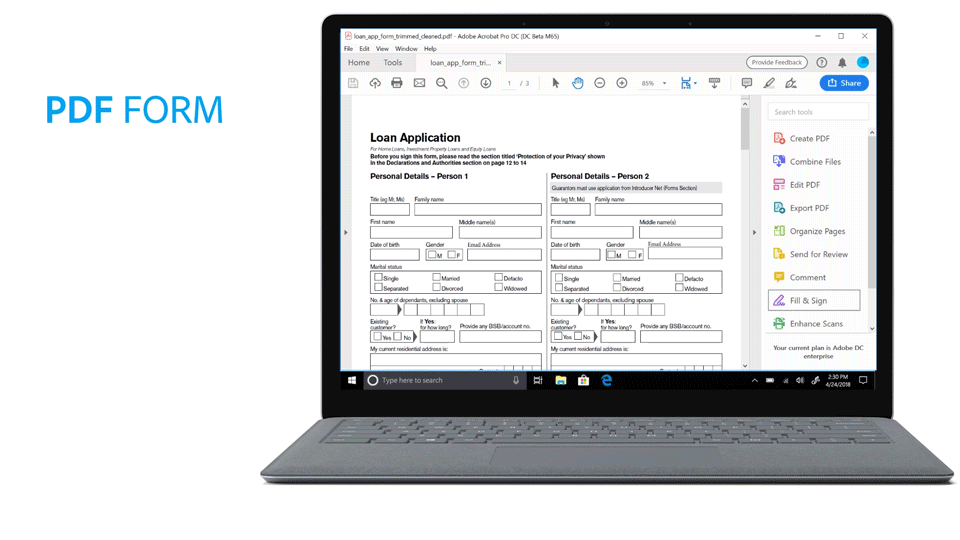 PDF FORM
loan_app_form_trimmed_cleaned.pdf - Adobe Acrobat Pro DC (DC Beta M65)
File Edit View Window Help
Home Tools loan_app_form_tri... × Provide Feedback
1 / 3 85% Share
Search tools
Create PDF
Combine Files
Edit PDF
Export PDF
Organize Pages
Send for Review
Comment
Fill & Sign
Enhance Scans
Your current plan is Adobe DC
enterprise
Loan Application
For Home Loans, Investment Property Loans and Equity Loans
Before you sign this form, please read the section titled 'Protection of your Privacy' shown
in the Declarations and Authorities section on page 12 to 14
Personal Details – Person 1
Title (eg Mr, Ms) Family name
First name Middle name(s)
Date of birth Gender Email Address
M F
Marital status
Single Married Defacto
Separated Divorced Widowed
No. & age of dependants, excluding spouse
Existing If Yes: Provide any BSB/account no.
customer? for how long?
Yes No
My current residential address is:
Personal Details – Person 2
Guarantors must use application from Introducer Net (Forms Section)
Title (eg Mr, Ms) Family name
First name Middle name(s)
Date of birth Gender Email Address
M F
Marital status
Single Married Defacto
Separated Divorced Widowed
No. & age of dependants, excluding spouse
Existing If Yes: Provide any BSB/account no.
customer? for how long?
Yes No
My current residential address is:
Type here to search
2:30 PM
4/24/2018